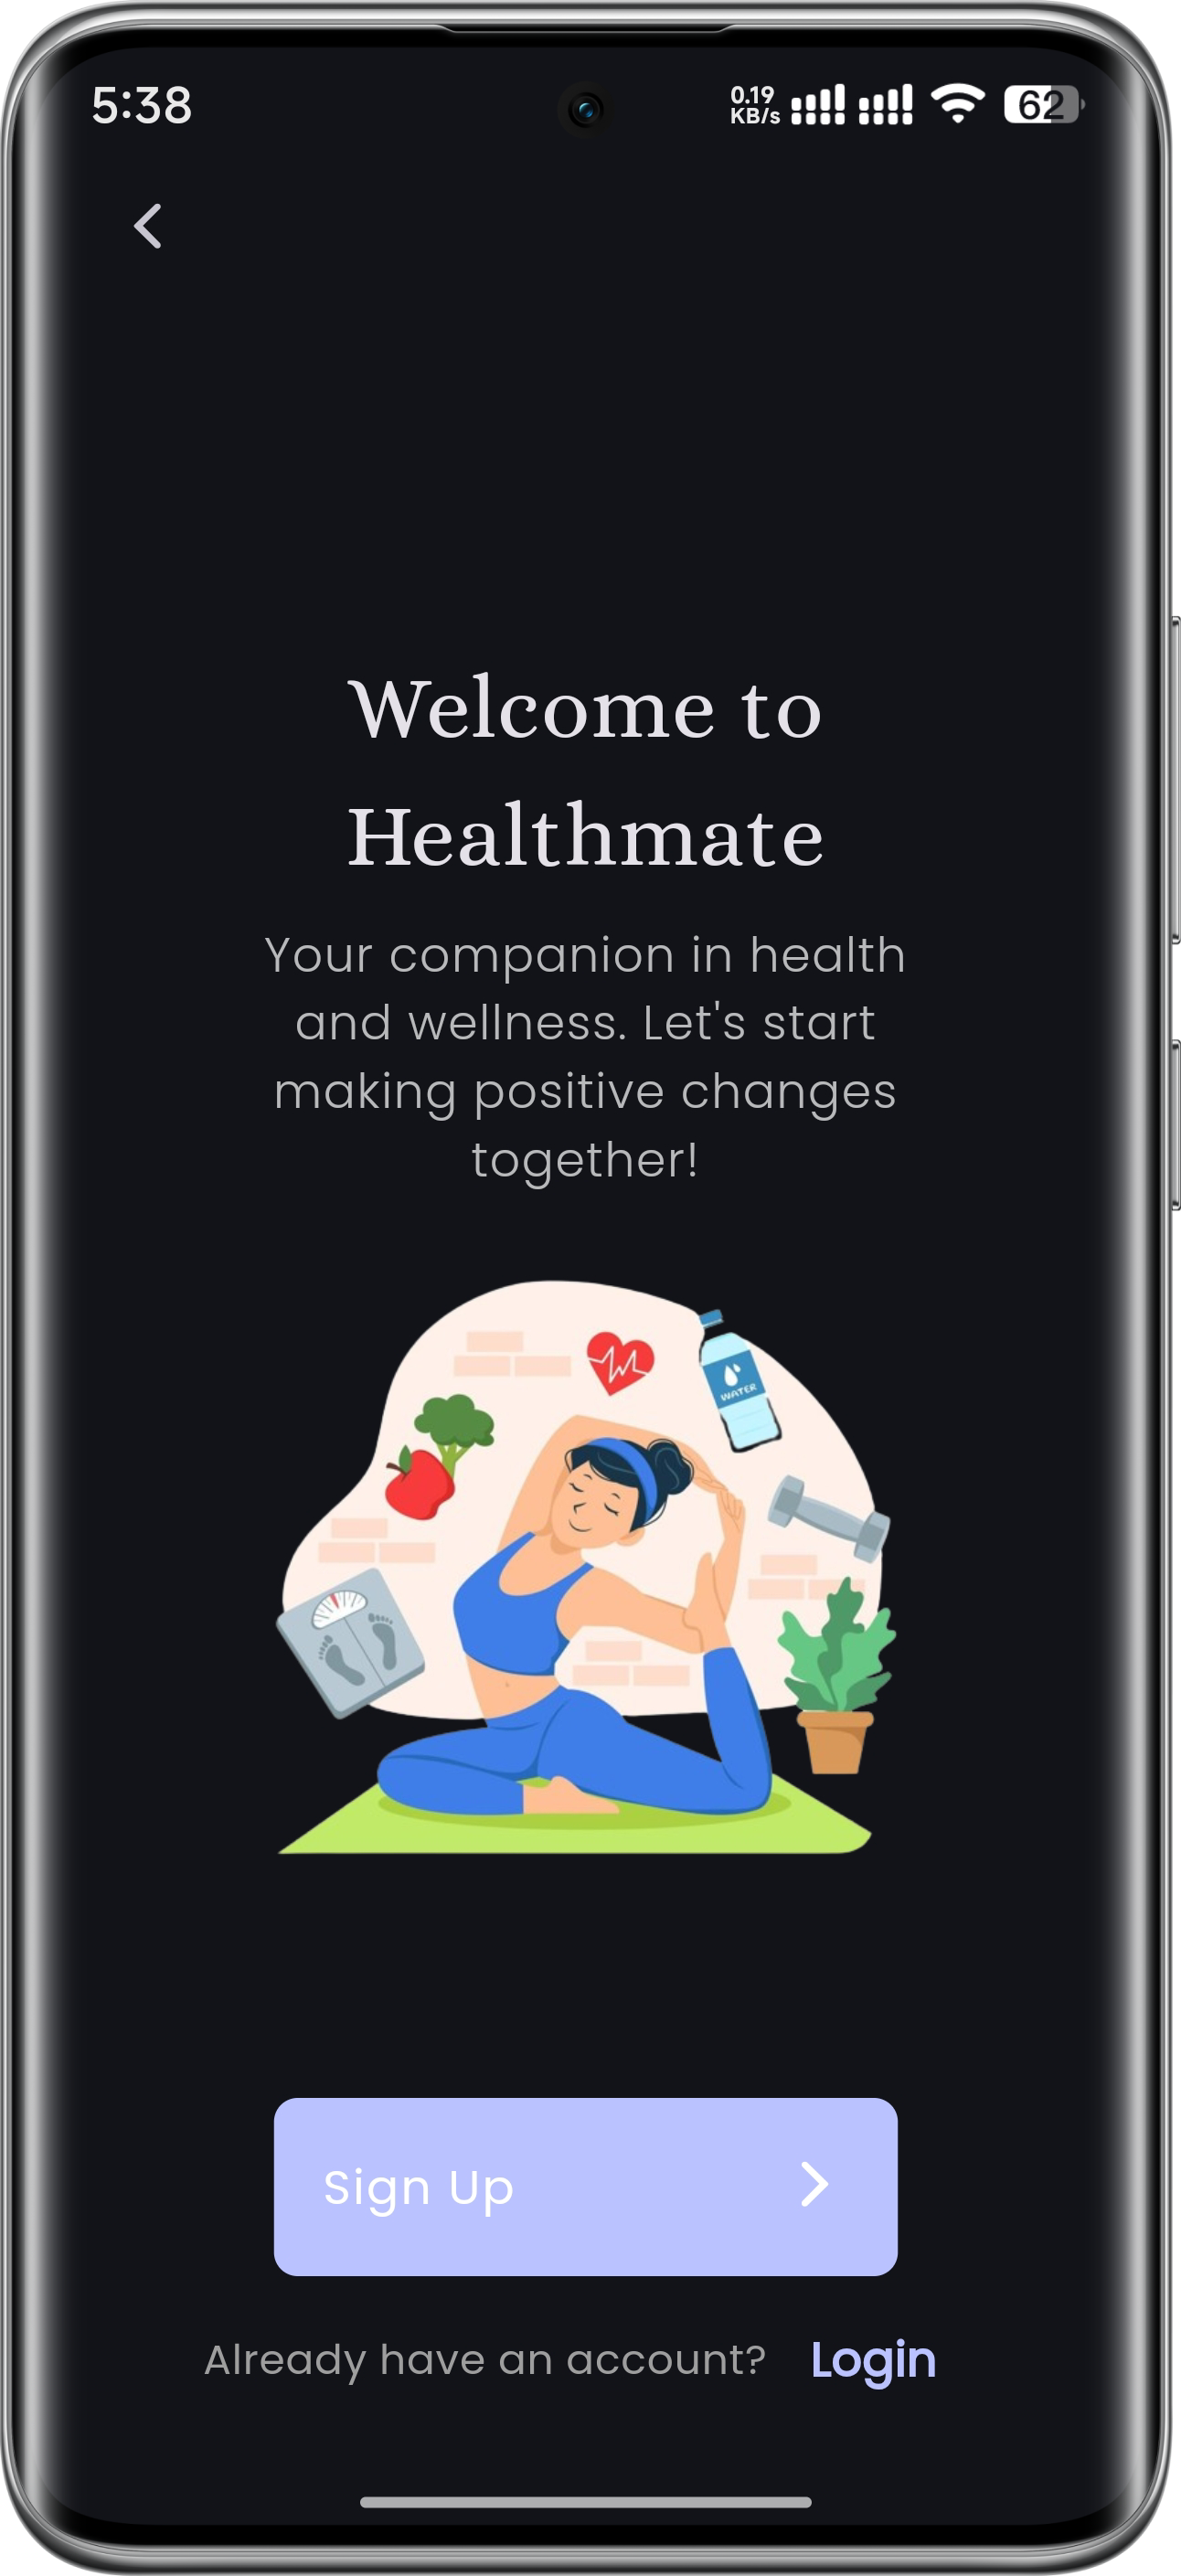 5:38
0.19
KB/s
62
Welcome to
Healthmate
Your companion in health
and wellness. Let's start
making positive changes
together!
WATER
Sign Up
Already have an account? Login